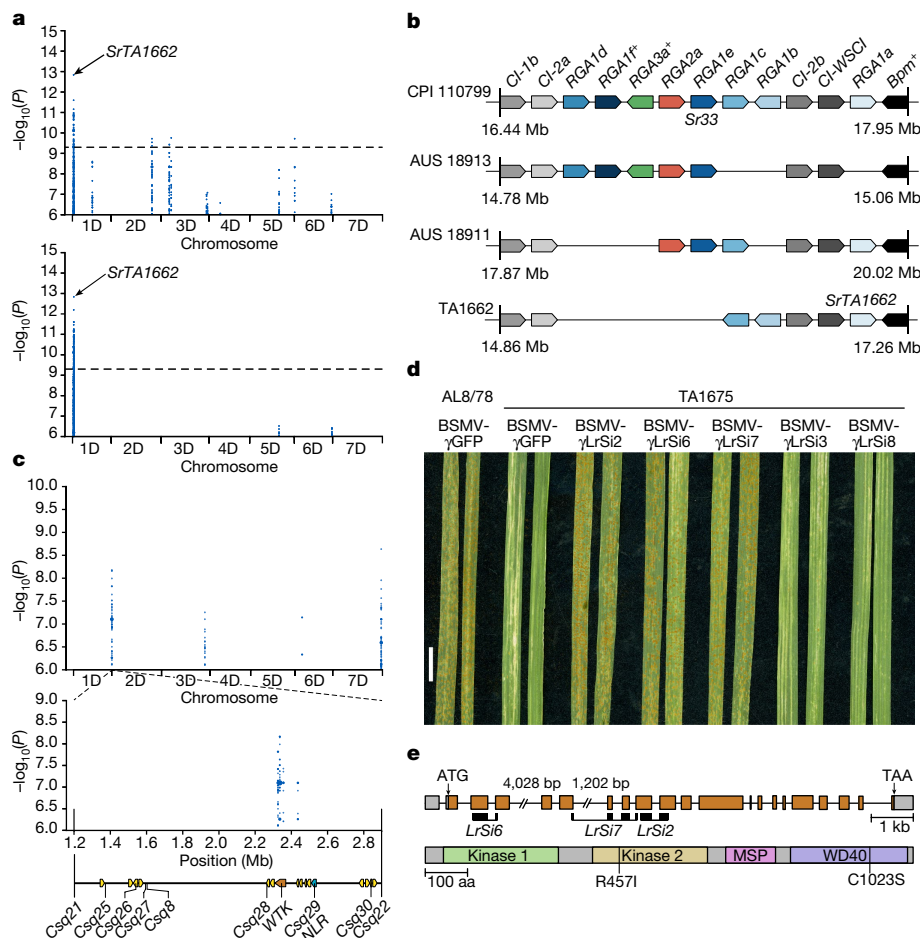 a
15
14
13
12
11
10
9
8
7
6
–log10(P)
SrTA1662
1D 2D 3D 4D 5D 6D 7D
Chromosome
15
14
13
12
11
10
9
8
7
6
–log10(P)
SrTA1662
1D 2D 3D 4D 5D 6D 7D
Chromosome
b
CI-1b CI-2a RGA1d RGA1f+ RGA3a+ RGA2a RGA1e RGA1c RGA1b CI-2b CI-WSCI RGA1a Bpm+
CPI 110799
Sr33
16.44 Mb 17.95 Mb
AUS 18913
14.78 Mb 15.06 Mb
AUS 18911
17.87 Mb 20.02 Mb
TA1662 SrTA1662
14.86 Mb 17.26 Mb
c
10.0
9.5
9.0
8.5
8.0
7.5
7.0
6.5
6.0
–log10(P)
1D 2D 3D 4D 5D 6D 7D
Chromosome
9.0
8.5
8.0
7.5
7.0
6.5
6.0
–log10(P)
1.2 1.4 1.6 1.8 2.0 2.2 2.4 2.6 2.8
Position (Mb)
Csq21 Csq25 Csq26 Csq27 Csq8 Csq28 WTK Csq29 NLR Csq30 Csq22
d
AL8/78 TA1675
BSMV-γGFP BSMV-γGFP BSMV-γLrSi2 BSMV-γLrSi6 BSMV-γLrSi7 BSMV-γLrSi3 BSMV-γLrSi8
e
ATG 4,028 bp 1,202 bp TAA
LrSi6 LrSi7 LrSi2 1 kb
Kinase 1 Kinase 2 MSP WD40
100 aa R457I C1023S